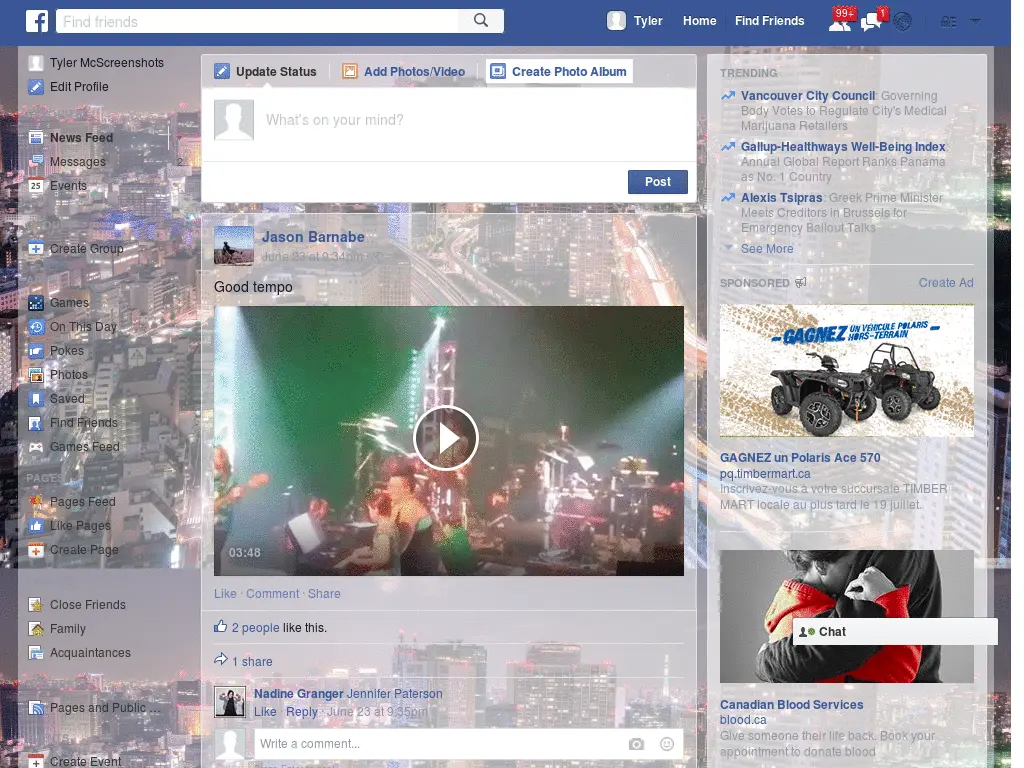 f
Find friends
Tyler
Home
Find Friends
99+
1
Tyler McScreenshots
Edit Profile
News Feed
Messages
2
25
Events
Create Group
Games
On This Day
Pokes
Photos
Saved
Find Friends
Games Feed
PAGES
Pages Feed
Like Pages
Create Page
Close Friends
Family
Acquaintances
Pages and Public ...
Create Event
Update Status
Add Photos/Video
Create Photo Album
What's on your mind?
Post
Jason Barnabe
June 23 at 9:34pm
Good tempo
03:48
Like · Comment · Share
2 people like this.
1 share
Nadine Granger Jennifer Paterson
Like · Reply · June 23 at 9:35pm
Write a comment...
TRENDING
Vancouver City Council: Governing
Body Votes to Regulate City's Medical
Marijuana Retailers
Gallup-Healthways Well-Being Index:
Annual Global Report Ranks Panama
as No. 1 Country
Alexis Tsipras: Greek Prime Minister
Meets Creditors in Brussels for
Emergency Bailout Talks
See More
SPONSORED
Create Ad
GAGNEZ UN VÉHICULE POLARIS
HORS-TERRAIN
GAGNEZ un Polaris Ace 570
pq.timbermart.ca
Inscrivez-vous à votre succursale TIMBER
MART locale au plus tard le 19 juillet.
Chat
Canadian Blood Services
blood.ca
Give someone their life back. Book your
appointment to donate blood